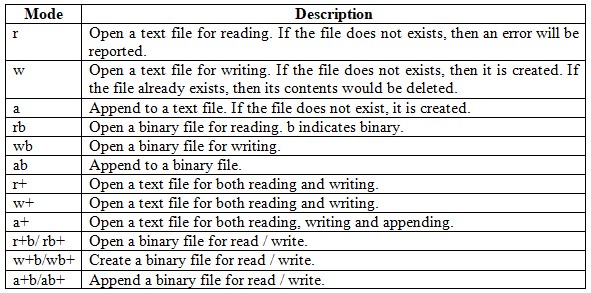 Mode Description
r Open a text file for reading. If the file does not exists, then an error will be
reported.
w Open a text file for writing. If the file does not exists, then it is created. If
the file already exists, then its contents would be deleted.
a Append to a text file. If the file does not exist, it is created.
rb Open a binary file for reading. b indicates binary.
wb Open a binary file for writing.
ab Append to a binary file.
r+ Open a text file for both reading and writing.
w+ Open a text file for both reading and writing.
a+ Open a text file for both reading, writing and appending.
r+b/ rb+ Open a binary file for read / write.
w+b/wb+ Create a binary file for read / write.
a+b/ab+ Append a binary file for read / write.